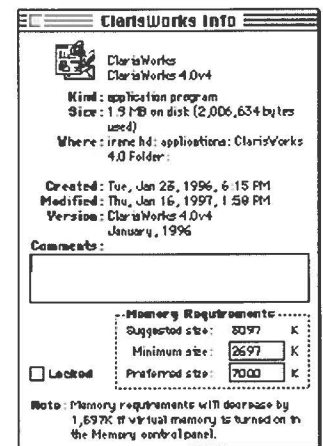 ClarisWorks Info
ClarisWorks
ClarisWorks 4.0v4
Kind: application program
Size: 1.9 MB on disk (2,006,634 bytes
used)
Where: irene hd: applications: ClarisWorks
4.0 Folder:
Created: Tue, Jan 23, 1996, 6:15 PM
Modified: Thu, Jan 16, 1997, 1:58 PM
Version: ClarisWorks 4.0v4
January, 1996
Comments:
Memory Requirements
Suggested size: 8097 K
Minimum size: 2697 K
Locked
Preferred size: 7000 K
Note: Memory requirements will decrease by
1,697K if virtual memory is turned on in
the Memory control panel.